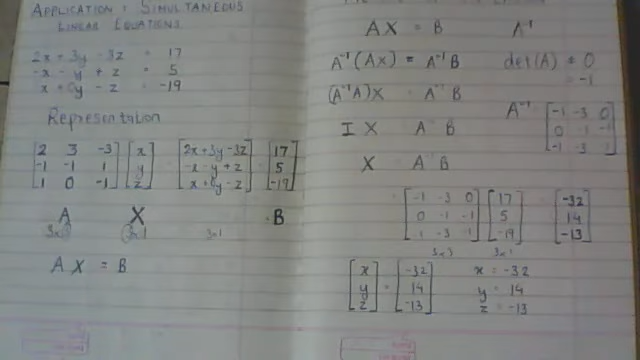 APPLICATION: SIMULTANEOUS
LINEAR EQUATIONS
2x + 3y - 3z = 17
-x - y + z = 5
x + 0y - z = -19
Representation
[2 3 -3] [x] [2x+3y-3z] [17]
[-1 -1 1] [y] [-x-y+z] [5]
[1 0 -1] [z] [x+0y-z] [-19]
A X B
3x3 3x1 3x1
AX = B
AX = B A⁻¹
A⁻¹(AX) = A⁻¹B det(A) ≠ 0
= -1
(A⁻¹A)X = A⁻¹B
A⁻¹ [-1 -3 0]
[0 1 -1]
[-1 -3 1]
IX A⁻¹B
X = A⁻¹B
[-1 -3 0] [17] = [-32]
[0 -1 -1] [5] [14]
[1 -3 1] [-19] [-13]
3x3 3x1
[x] = [-32] x = -32
[y] [14] y = 14
[z] [-13] z = -13